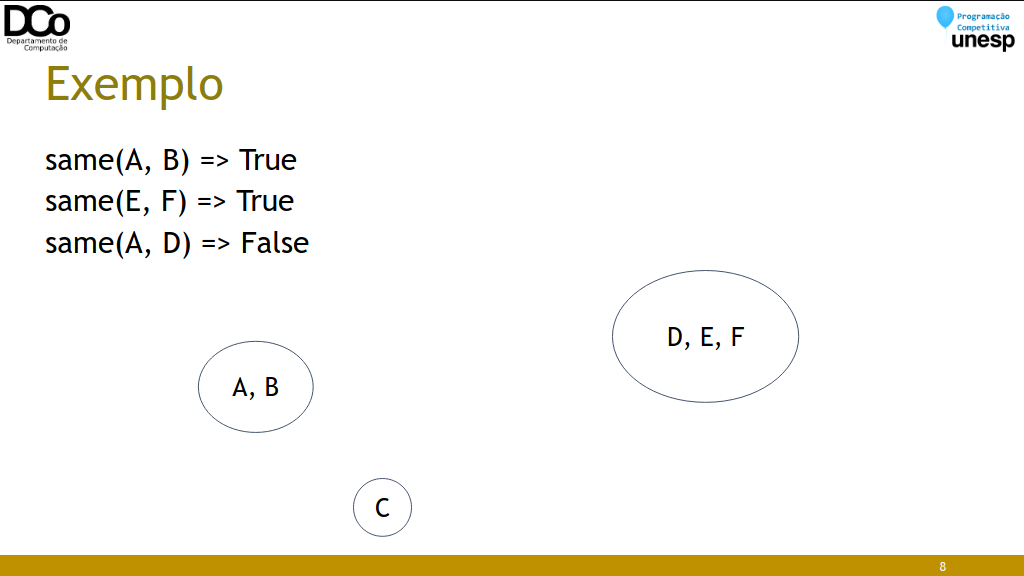 DCo
Departamento de
Computação
Programação
Competitiva
unesp
Exemplo
same(A, B) => True
same(E, F) => True
same(A, D) => False
D, E, F
A, B
C
8